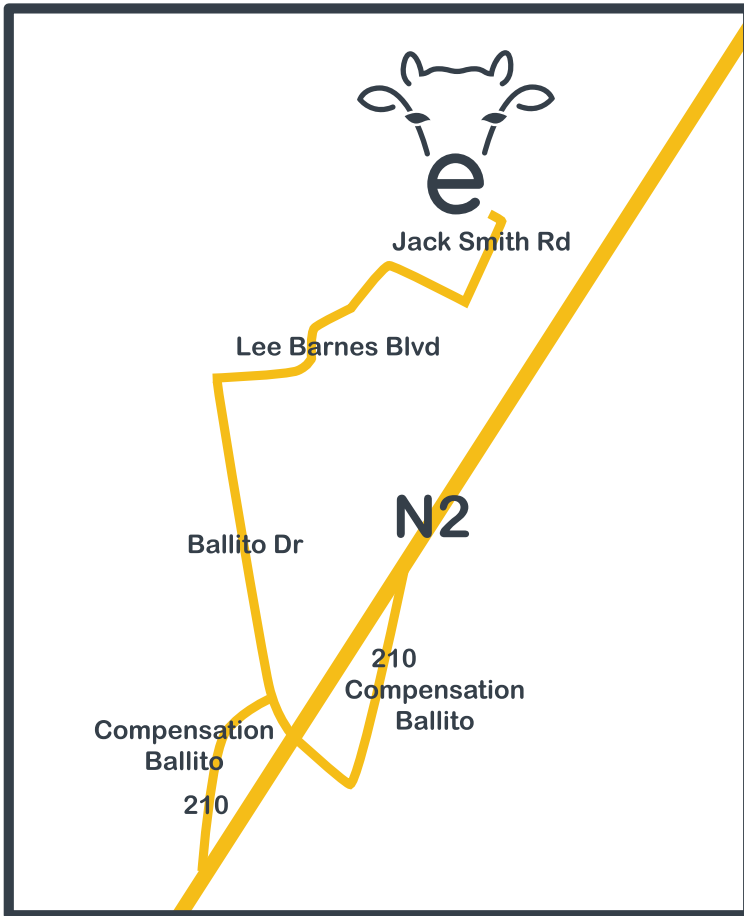 e
Jack Smith Rd
Lee Barnes Blvd
N2
Ballito Dr
210
Compensation
Ballito
Compensation
Ballito
210